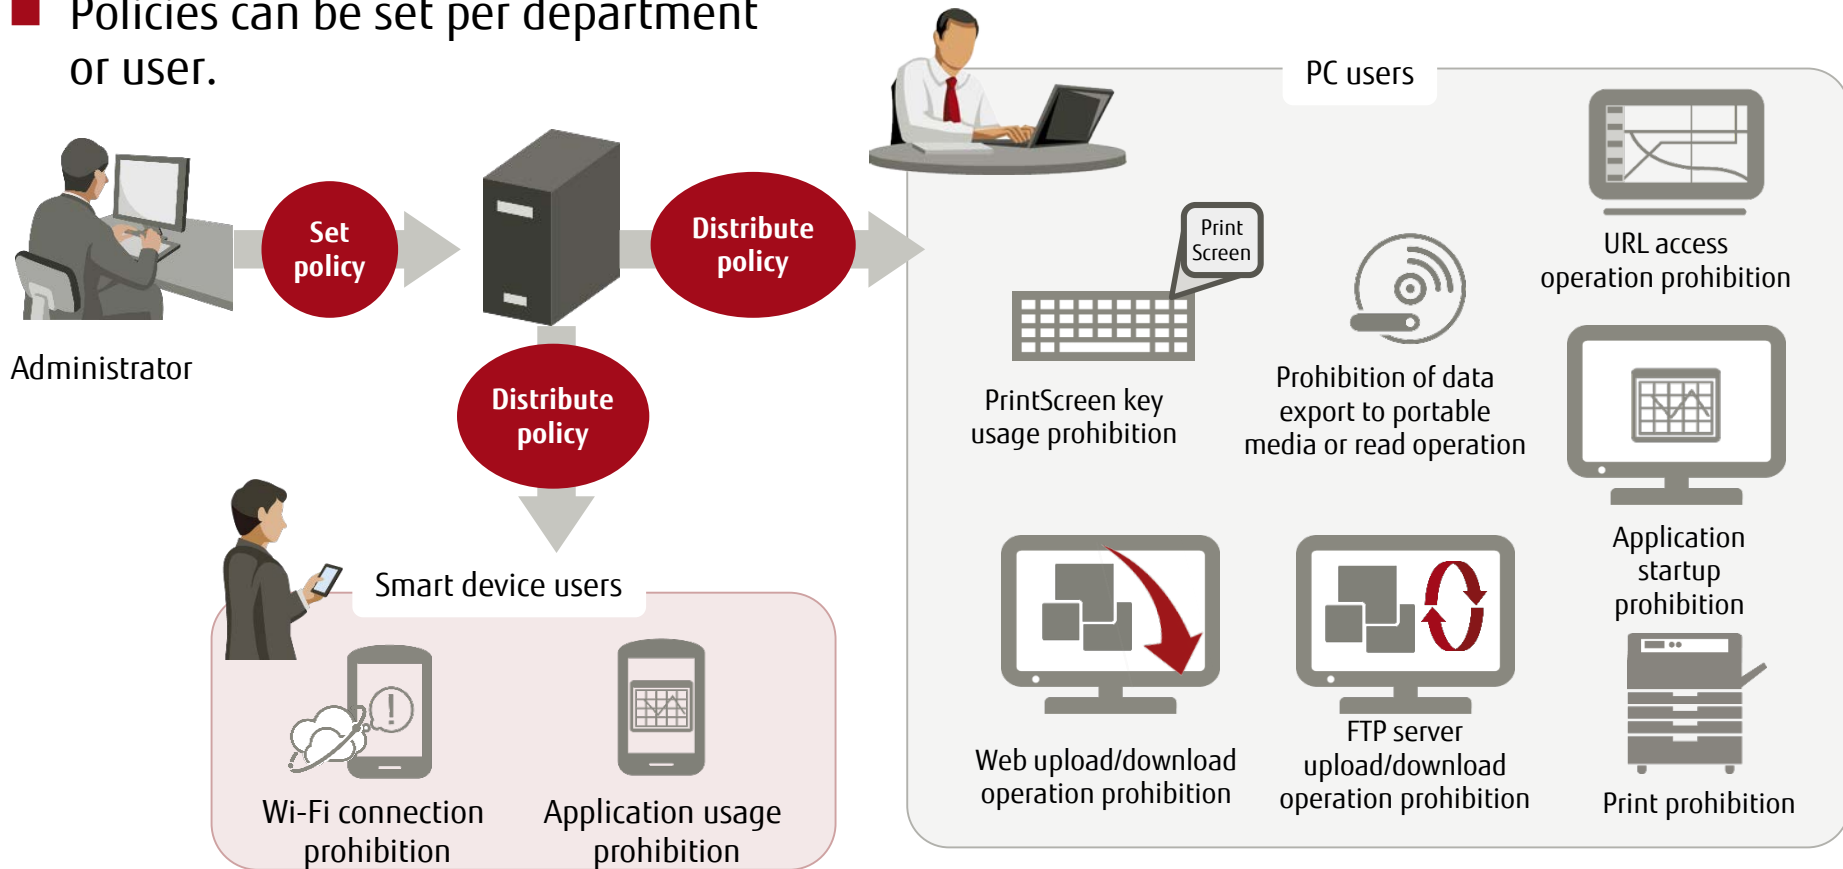 Policies can be set per department
or user.
Administrator
Set
policy
Distribute
policy
Distribute
policy
PC users
Print
Screen
PrintScreen key
usage prohibition
Prohibition of data
export to portable
media or read operation
URL access
operation prohibition
Application
startup
prohibition
Web upload/download
operation prohibition
FTP server
upload/download
operation prohibition
Print prohibition
Smart device users
Wi-Fi connection
prohibition
Application usage
prohibition